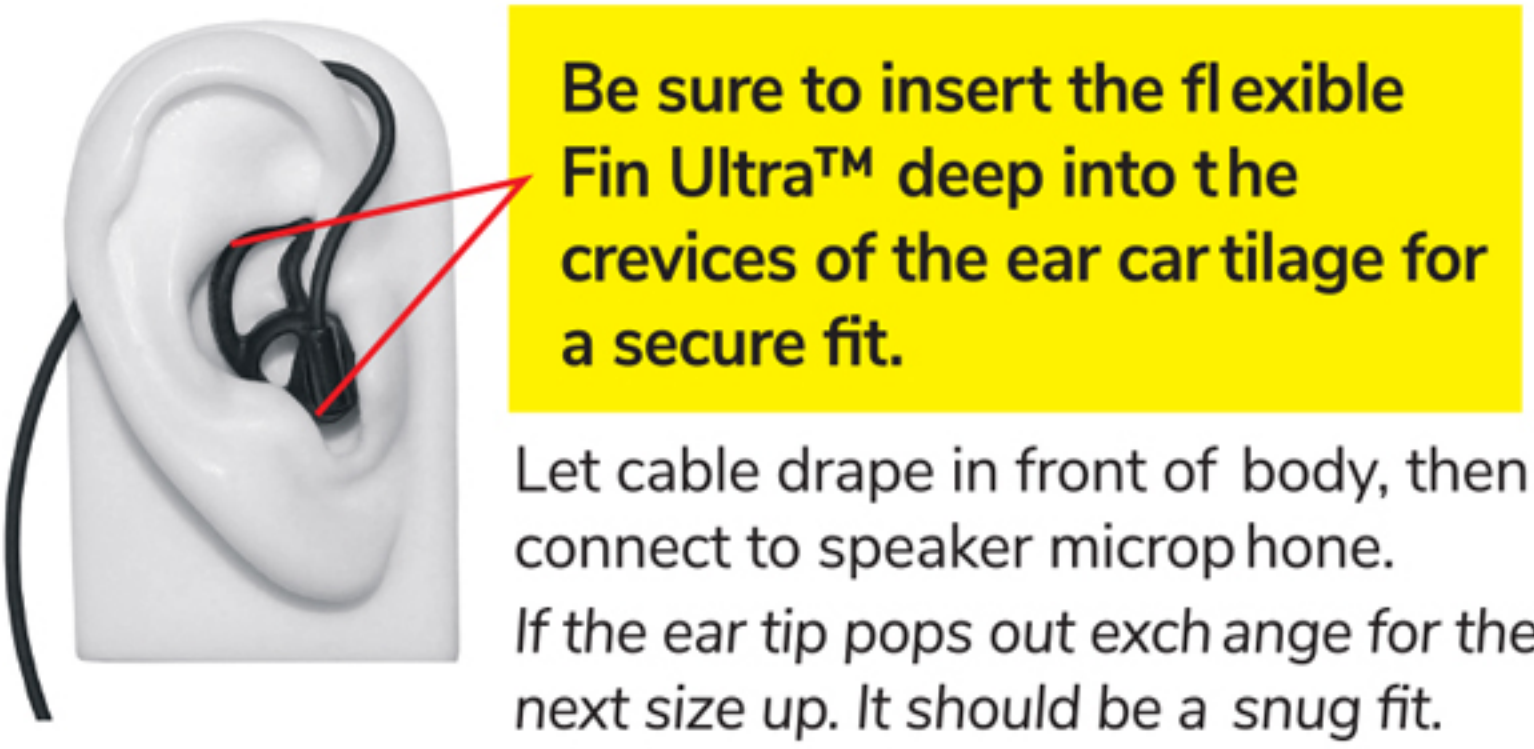 Be sure to insert the flexible
Fin Ultra™ deep into the
crevices of the ear cartilage for
a secure fit.
Let cable drape in front of body, then
connect to speaker microphone.
If the ear tip pops out exchange for the
next size up. It should be a snug fit.